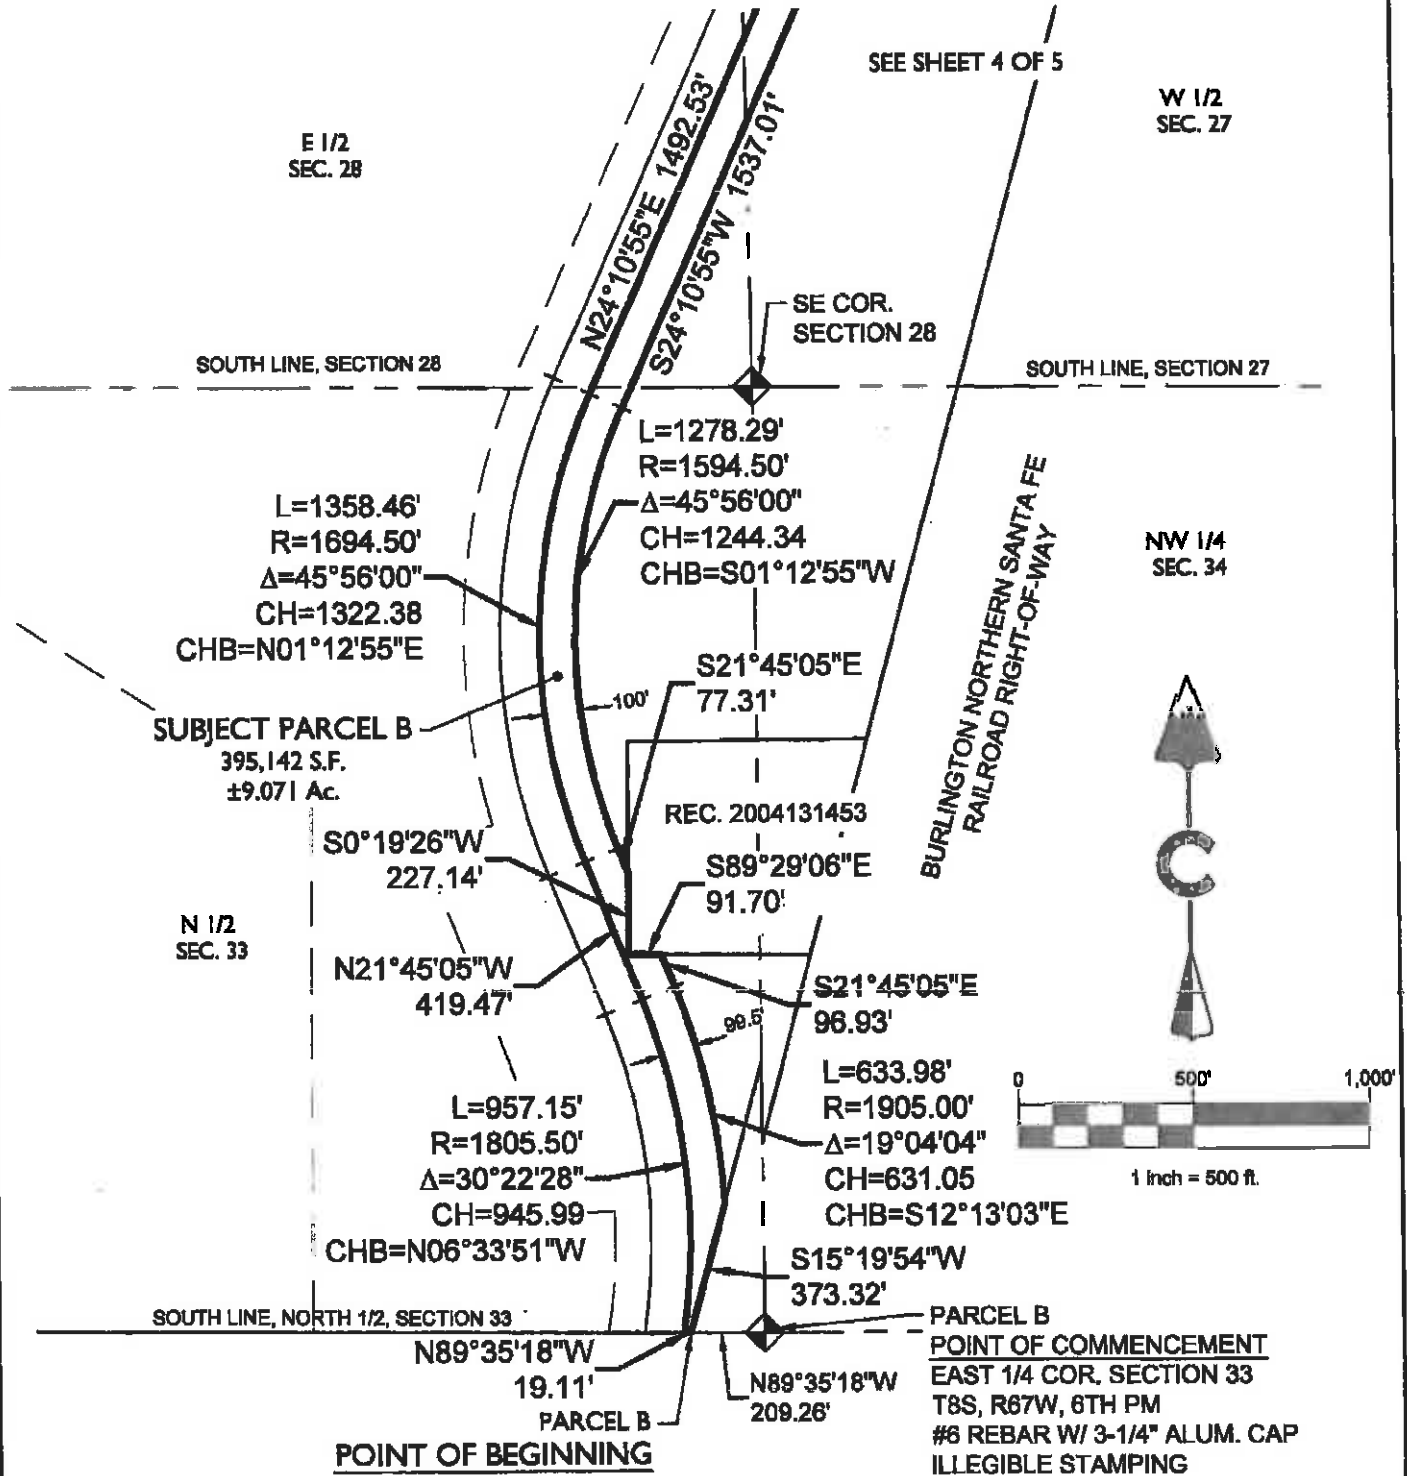 SEE SHEET 4 OF 5
W 1/2
SEC. 27
E 1/2
SEC. 28
N24°10'55"E 1492.53'
S24°10'55"W 1537.01'
SE COR.
SECTION 28
SOUTH LINE, SECTION 28
SOUTH LINE, SECTION 27
L=1278.29'
R=1594.50'
Δ=45°56'00"
CH=1244.34
CHB=S01°12'55"W
L=1358.46'
R=1694.50'
Δ=45°56'00"
CH=1322.38
CHB=N01°12'55"E
BURLINGTON NORTHERN SANTA FE
RAILROAD RIGHT-OF-WAY
NW 1/4
SEC. 34
S21°45'05"E
77.31'
100'
SUBJECT PARCEL B
395,142 S.F.
±9.071 Ac.
REC. 2004131453
S0°19'26"W
227.14'
S89°29'06"E
91.70'
N 1/2
SEC. 33
N21°45'05"W
419.47'
S21°45'05"E
96.93'
99.5'
L=633.98'
R=1905.00'
Δ=19°04'04"
CH=631.05
CHB=S12°13'03"E
0 500' 1,000'
1 inch = 500 ft.
L=957.15'
R=1805.50'
Δ=30°22'28"
CH=945.99
CHB=N06°33'51"W
S15°19'54"W
373.32'
SOUTH LINE, NORTH 1/2, SECTION 33
N89°35'18"W
19.11'
N89°35'18"W
209.26'
PARCEL B
POINT OF BEGINNING
PARCEL B
POINT OF COMMENCEMENT
EAST 1/4 COR. SECTION 33
T8S, R67W, 6TH PM
#6 REBAR W/ 3-1/4" ALUM. CAP
ILLEGIBLE STAMPING